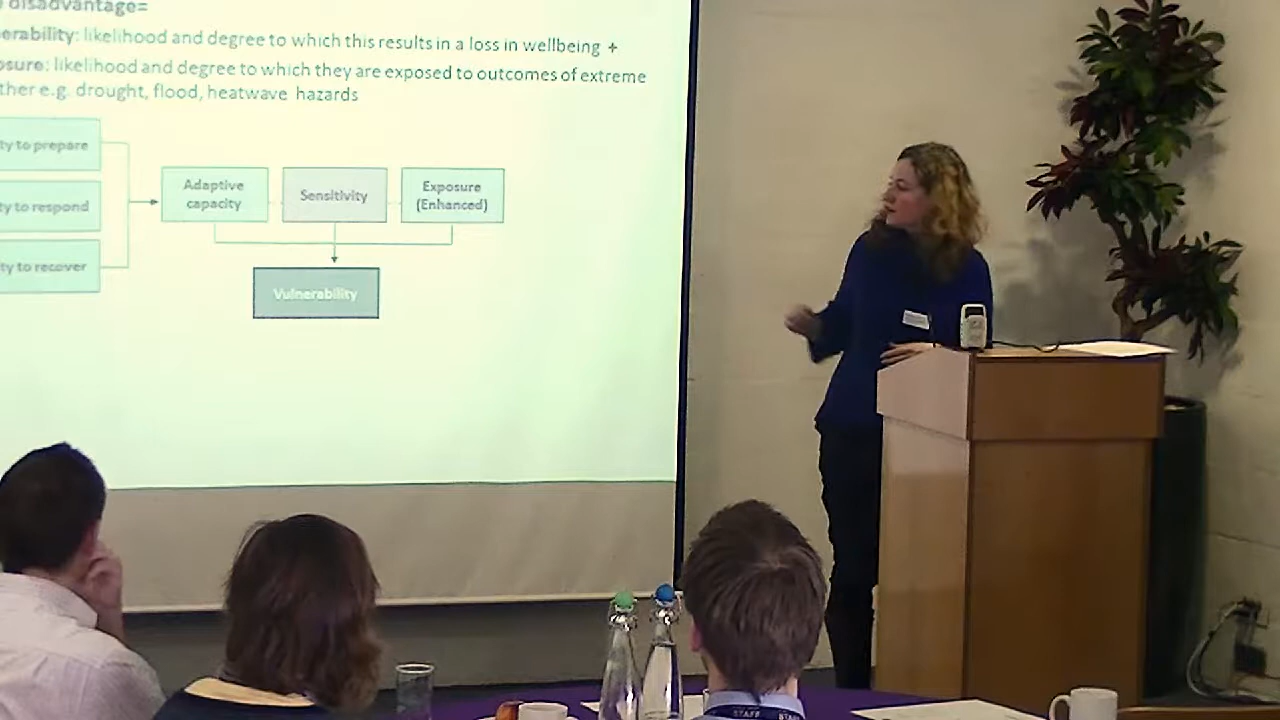 disadvantage=
erability: likelihood and degree to which this results in a loss in wellbeing +
osure: likelihood and degree to which they are exposed to outcomes of extreme
ther e.g. drought, flood, heatwave hazards
ty to prepare
ty to respond
ty to recover
Adaptive
capacity
Sensitivity
Exposure
(Enhanced)
Vulnerability
STAFF
STAFF